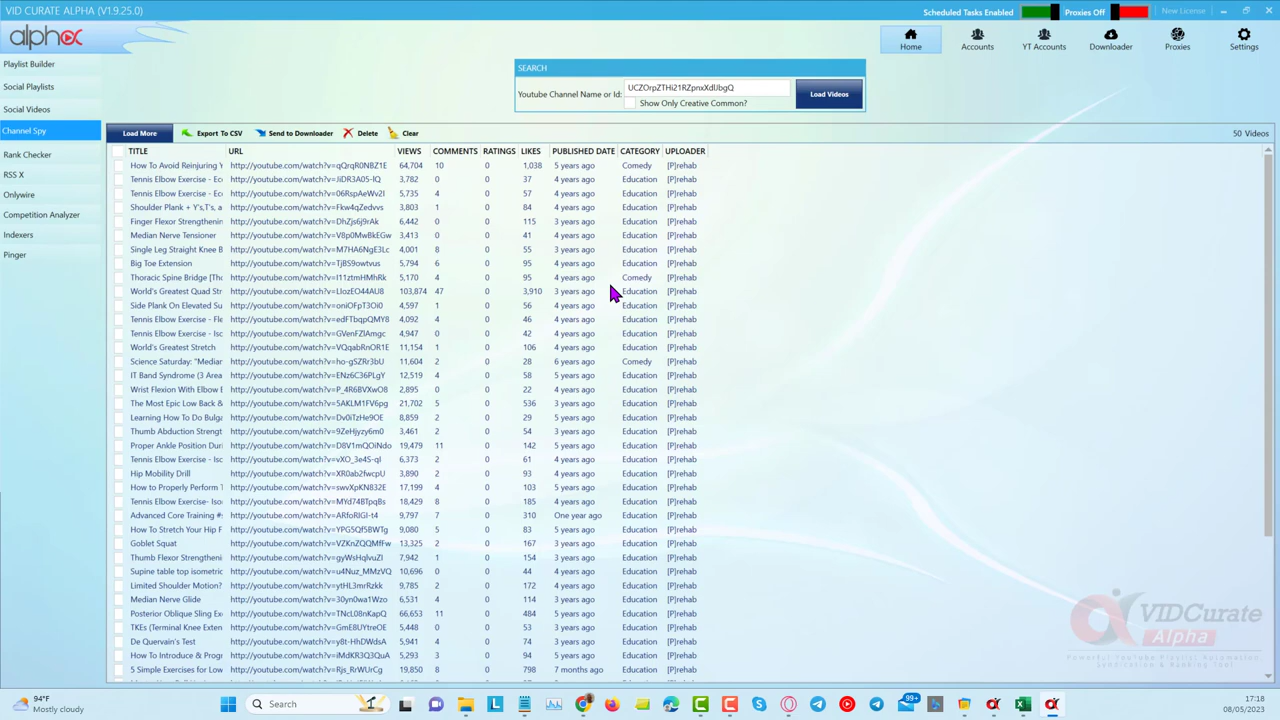 VID CURATE ALPHA (V1.9.25.0)
Scheduled Tasks Enabled
Proxies Off
New License
alpha
Home
Accounts
YT Accounts
Downloader
Proxies
Settings
Playlist Builder
Social Playlists
Social Videos
Channel Spy
Rank Checker
RSS X
Onlywire
Competition Analyzer
Indexers
Pinger
SEARCH
Youtube Channel Name or Id:
Load Videos
Show Only Creative Common?
Load More Export To CSV Send to Downloader Delete Clear 50 Videos
TITLE URL VIEWS COMMENTS RATINGS LIKES PUBLISHED DATE CATEGORY UPLOADER
How To Avoid Reinjuring Y http://youtube.com/watch?v=qQrqR0NBZ1E 64,704 10 0 1,038 5 years ago Comedy [P]rehab
Tennis Elbow Exercise - Ec http://youtube.com/watch?v=JiDR3A05-IQ 3,782 0 0 37 4 years ago Education [P]rehab
Tennis Elbow Exercise - Ec http://youtube.com/watch?v=06RspAeWv2I 5,735 4 0 57 4 years ago Education [P]rehab
Shoulder Plank + Y's,T's, a http://youtube.com/watch?v=Fkw4qZedvvs 3,803 1 0 84 4 years ago Education [P]rehab
Finger Flexor Strengthenin http://youtube.com/watch?v=DhZjs6j9rAk 6,442 0 0 115 3 years ago Education [P]rehab
Median Nerve Tensioner http://youtube.com/watch?v=V8p0MwBkEGw 3,413 0 0 41 4 years ago Education [P]rehab
Single Leg Straight Knee B http://youtube.com/watch?v=M7HA6NgE3Lc 4,001 8 0 55 3 years ago Education [P]rehab
Big Toe Extension http://youtube.com/watch?v=TjBS9owtvus 5,794 6 0 95 4 years ago Education [P]rehab
Thoracic Spine Bridge [Tho http://youtube.com/watch?v=I11ztmHMhRk 5,170 4 0 95 4 years ago Comedy [P]rehab
World's Greatest Quad Str http://youtube.com/watch?v=LIozEO44AU8 103,874 47 0 3,910 3 years ago Education [P]rehab
Side Plank On Elevated Su http://youtube.com/watch?v=oniOFpT3Oi0 4,597 1 0 56 4 years ago Education [P]rehab
Tennis Elbow Exercise - Fle http://youtube.com/watch?v=edFTbqpQMY8 4,092 4 0 46 4 years ago Education [P]rehab
Tennis Elbow Exercise - Isc http://youtube.com/watch?v=GVenFZlAmgc 4,947 0 0 42 4 years ago Education [P]rehab
World's Greatest Stretch http://youtube.com/watch?v=VQqabRnOR1E 11,154 1 0 106 4 years ago Education [P]rehab
Science Saturday: "Median http://youtube.com/watch?v=ho-gSZRr3bU 11,604 2 0 28 6 years ago Comedy [P]rehab
IT Band Syndrome (3 Area http://youtube.com/watch?v=ENz6C36PLgY 12,519 4 0 58 5 years ago Education [P]rehab
Wrist Flexion With Elbow E http://youtube.com/watch?v=P_4R6BVXwO8 2,895 0 0 22 4 years ago Education [P]rehab
The Most Epic Low Back & http://youtube.com/watch?v=5AKLM1FV6pg 21,702 5 0 536 3 years ago Education [P]rehab
Learning How To Do Bulga http://youtube.com/watch?v=Dv0iTzHe9OE 8,859 2 0 29 5 years ago Education [P]rehab
Thumb Abduction Strengt http://youtube.com/watch?v=9ZeHjyzy6m0 3,461 2 0 54 3 years ago Education [P]rehab
Proper Ankle Position Duri http://youtube.com/watch?v=D8V1mQOiNdo 19,479 11 0 142 4 years ago Education [P]rehab
Tennis Elbow Exercise - Isc http://youtube.com/watch?v=vXO_3e4S-qI 6,373 2 0 61 4 years ago Education [P]rehab
Hip Mobility Drill http://youtube.com/watch?v=XR0ab2fwcpU 3,890 2 0 93 4 years ago Education [P]rehab
How to Properly Perform T http://youtube.com/watch?v=swvXpKN832E 17,199 4 0 103 5 years ago Education [P]rehab
Tennis Elbow Exercise- Iso http://youtube.com/watch?v=MYd74BTpqBs 18,429 8 0 185 4 years ago Education [P]rehab
Advanced Core Training #s http://youtube.com/watch?v=ARfoRJGI-t4 9,797 7 0 310 One year ago Education [P]rehab
How To Stretch Your Hip F http://youtube.com/watch?v=YPG5Qf5BWTg 9,080 5 0 83 5 years ago Education [P]rehab
Goblet Squat http://youtube.com/watch?v=VZKnZQQMfFw 13,325 2 0 167 3 years ago Education [P]rehab
Thumb Flexor Strengtheni http://youtube.com/watch?v=gyWsHqlvuZI 7,942 1 0 154 3 years ago Education [P]rehab
Supine table top isometric http://youtube.com/watch?v=u4Nuz_MMzVQ 10,696 0 0 44 4 years ago Education [P]rehab
Limited Shoulder Motion? http://youtube.com/watch?v=ytHL3mrRzkk 9,785 2 0 172 4 years ago Education [P]rehab
Median Nerve Glide http://youtube.com/watch?v=30yn0wa1Wzo 6,531 4 0 114 3 years ago Education [P]rehab
Posterior Oblique Sling Ex http://youtube.com/watch?v=TNcL08nKapQ 66,653 11 0 484 5 years ago Education [P]rehab
TKEs (Terminal Knee Exten http://youtube.com/watch?v=GmE8UYtreOE 5,448 0 0 53 3 years ago Education [P]rehab
De Quervain's Test http://youtube.com/watch?v=y8t-HhDWdsA 5,941 4 0 74 3 years ago Education [P]rehab
How To Introduce & Progr http://youtube.com/watch?v=iMdKR3Q3QuA 5,293 3 0 94 5 years ago Education [P]rehab
5 Simple Exercises for Low http://youtube.com/watch?v=Rjs_RrWUrCg 19,850 8 0 798 7 months ago Education [P]rehab
VIDCurate
Alpha
Powerful YouTube Playlist Automation
Syndication & Ranking Tool
94°F
Mostly cloudy
Search
99+
17:18
08/05/2023